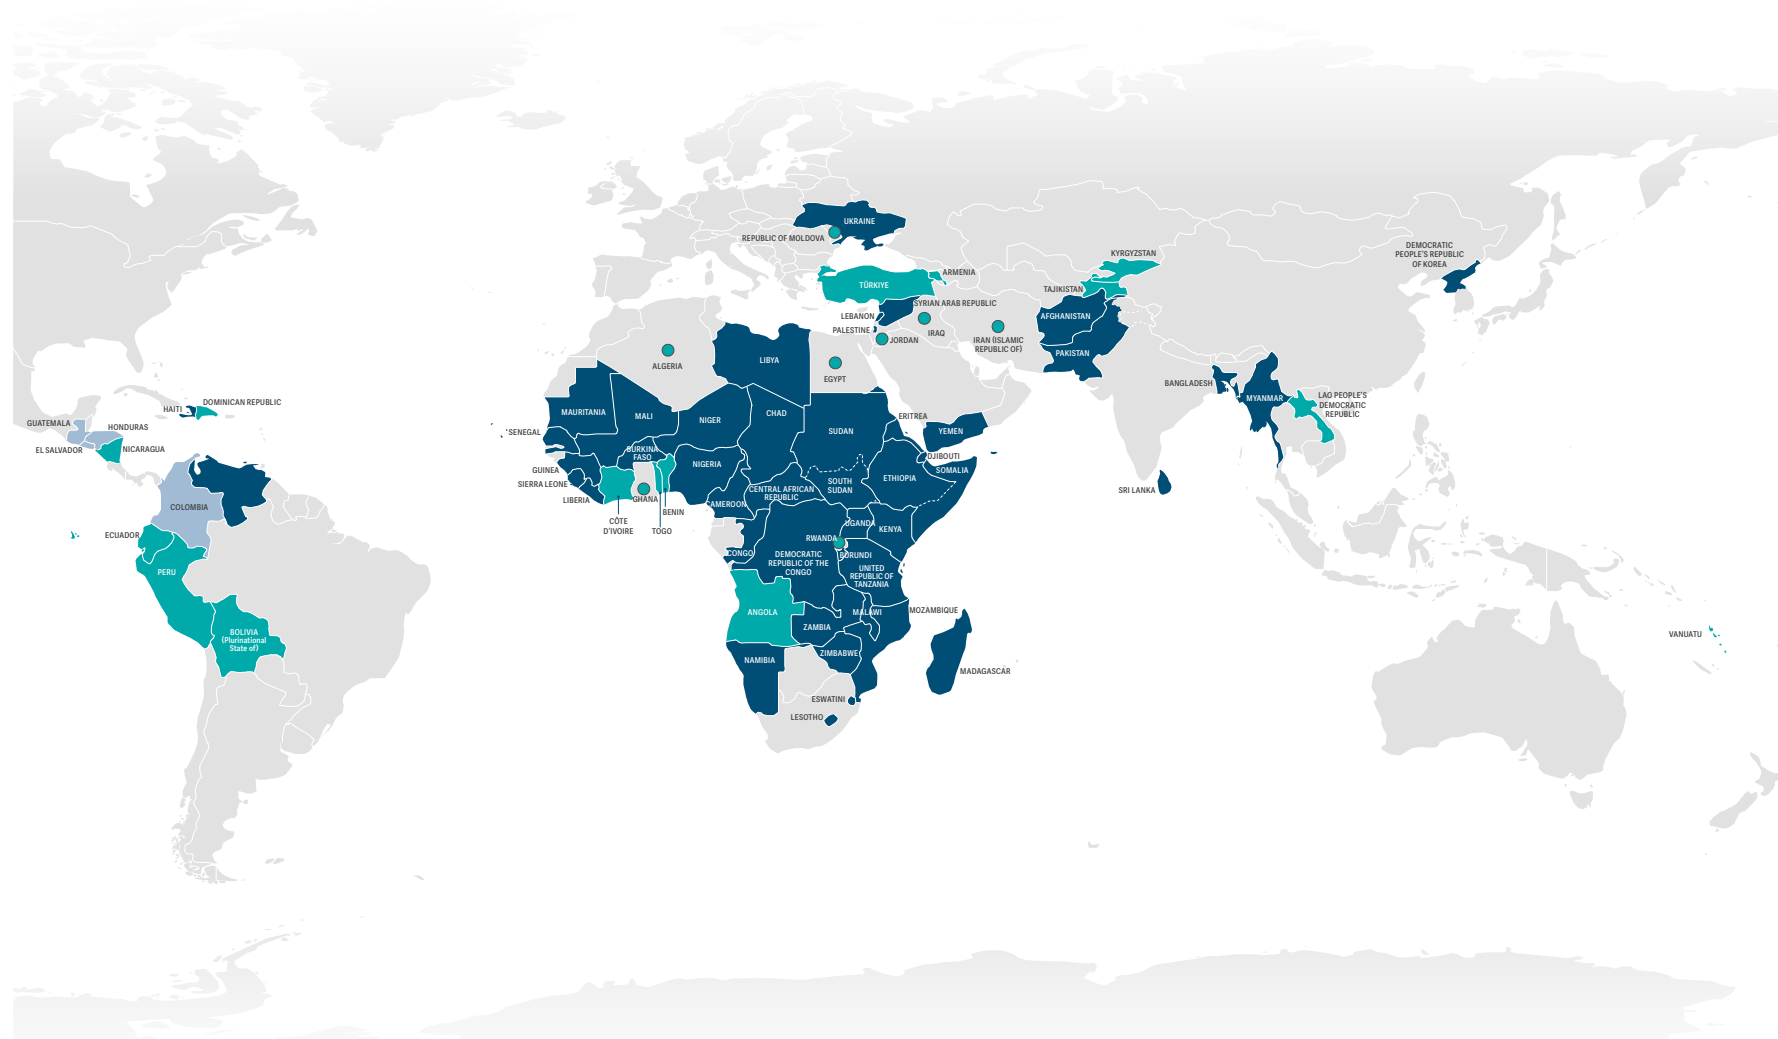 UKRAINE
REPUBLIC OF MOLDOVA
DEMOCRATIC
PEOPLE'S REPUBLIC
OF KOREA
KYRGYZSTAN
ARMENIA
TÜRKIYE
TAJIKISTAN
SYRIAN ARAB REPUBLIC
LEBANON
AFGHANISTAN
PALESTINE
IRAQ
JORDAN
IRAN (ISLAMIC
REPUBLIC OF)
PAKISTAN
LIBYA
ALGERIA
EGYPT
BANGLADESH
MYANMAR
LAO PEOPLE'S
DEMOCRATIC
REPUBLIC
HAITI
DOMINICAN REPUBLIC
GUATEMALA
HONDURAS
EL SALVADOR
NICARAGUA
MAURITANIA
MALI
NIGER
CHAD
SUDAN
ERITREA
YEMEN
SENEGAL
BURKINA
FASO
NIGERIA
DJIBOUTI
SOMALIA
GUINEA
SIERRA LEONE
LIBERIA
GHANA
BENIN
CÔTE
D'IVOIRE
TOGO
CAMEROON
CENTRAL AFRICAN
REPUBLIC
SOUTH
SUDAN
ETHIOPIA
SRI LANKA
COLOMBIA
ECUADOR
PERU
BOLIVIA
(Plurinational
State of)
UGANDA
KENYA
RWANDA
BURUNDI
CONGO
DEMOCRATIC
REPUBLIC OF THE
CONGO
UNITED
REPUBLIC OF
TANZANIA
ANGOLA
MALAWI
MOZAMBIQUE
ZAMBIA
ZIMBABWE
NAMIBIA
MADAGASCAR
ESWATINI
LESOTHO
VANUATU